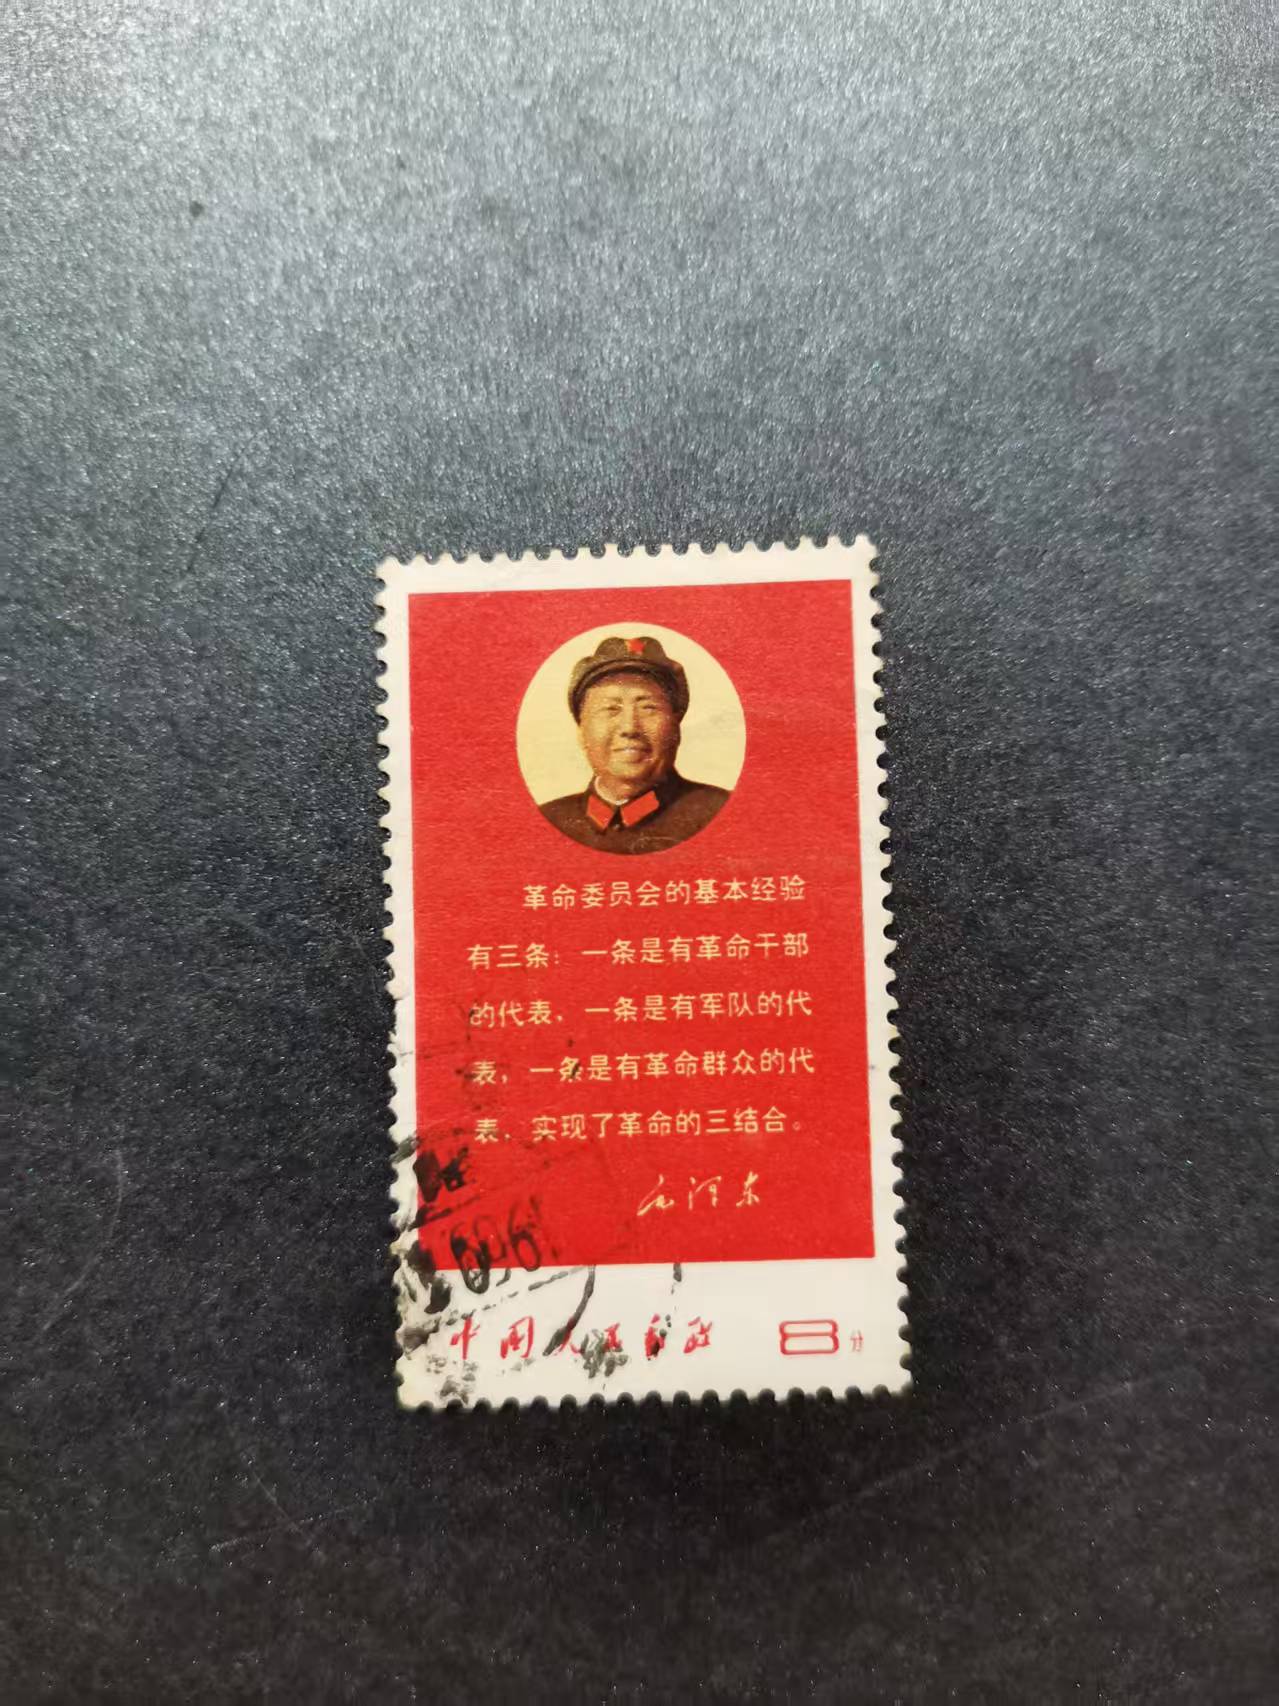 革命委员会的基本经验
有三条：一条是有革命干部
的代表，一条是有军队的代
表，一条是有革命群众的代
表，实现了革命的三结合。
毛泽东
中国人民邮政 8分